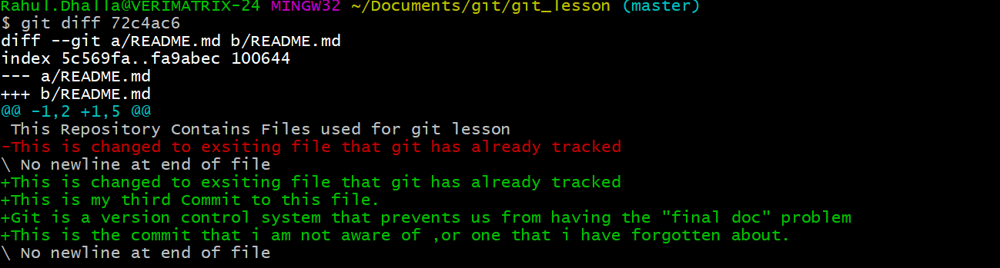 Rahul.Dhalla@VERIMATRIX-24 MINGW32 ~/Documents/git/git_lesson (master)
$ git diff 72c4ac6
diff --git a/README.md b/README.md
index 5c569fa..fa9abec 100644
--- a/README.md
+++ b/README.md
@@ -1,2 +1,5 @@
 This Repository Contains Files used for git lesson
-This is changed to exsiting file that git has already tracked
\ No newline at end of file
+This is changed to exsiting file that git has already tracked
+This is my third Commit to this file.
+Git is a version control system that prevents us from having the "final doc" problem
+This is the commit that i am not aware of ,or one that i have forgotten about.
\ No newline at end of file